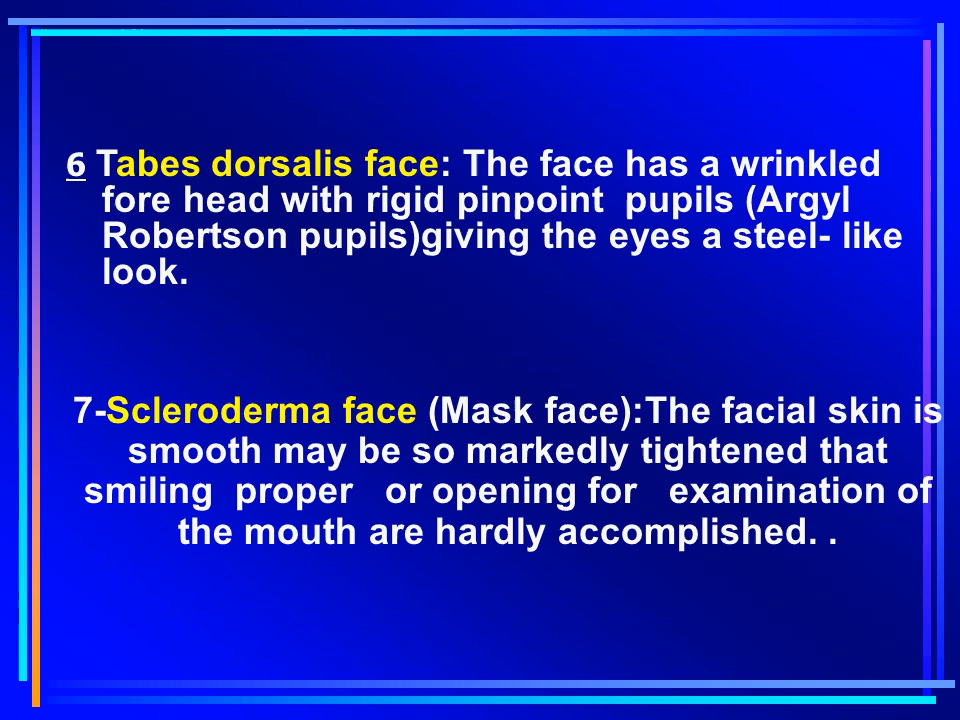 6 Tabes dorsalis face: The face has a wrinkled
fore head with rigid pinpoint pupils (Argyl
Robertson pupils)giving the eyes a steel- like
look.
7-Scleroderma face (Mask face):The facial skin is
smooth may be so markedly tightened that
smiling proper or opening for examination of
the mouth are hardly accomplished. .